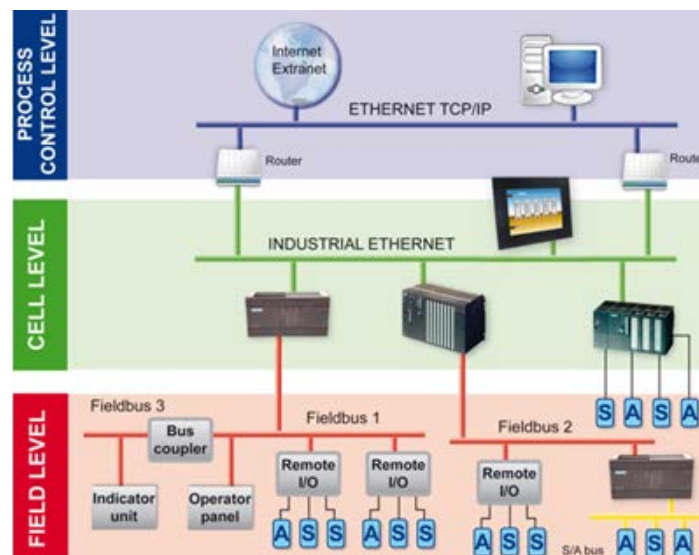 PROCESS
CONTROL LEVEL
Internet
Extranet
ETHERNET TCP/IP
Router
Route
CELL LEVEL
INDUSTRIAL ETHERNET
S A S A
FIELD LEVEL
Fieldbus 3
Bus
coupler
Fieldbus 1
Fieldbus 2
Indicator
unit
Operator
panel
Remote
I/O
Remote
I/O
Remote
I/O
A S S
A S S
A S S
S/A bus
A S A